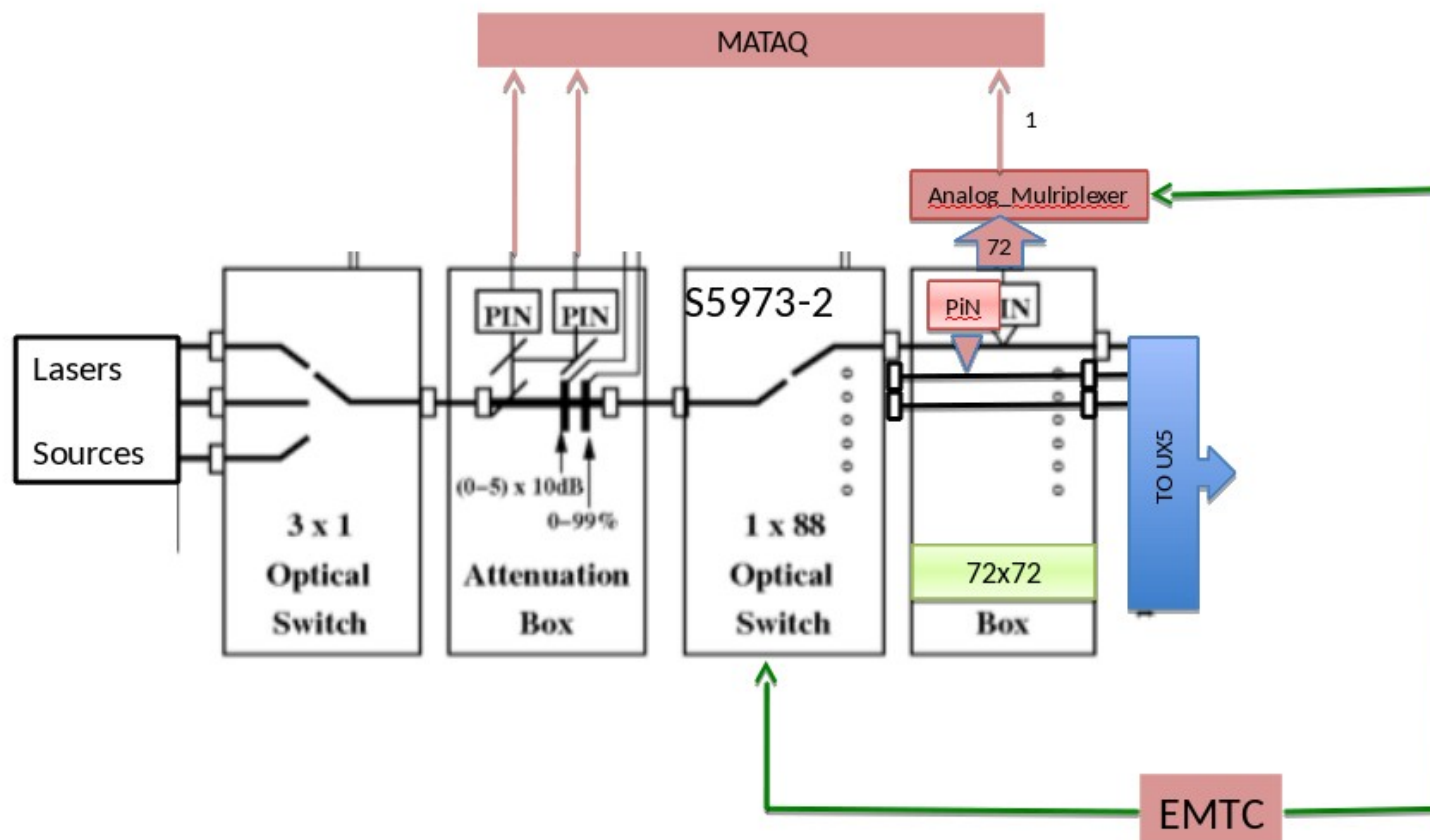 MATAQ
1
Analog_Mulriplexer
72
S5973-2
PIN
PIN
PiN
IN
Lasers
Sources
(0–5) x 10dB
0–99%
3 x 1
Optical
Switch
Attenuation
Box
1 x 88
Optical
Switch
72x72
Box
TO UX5
EMTC